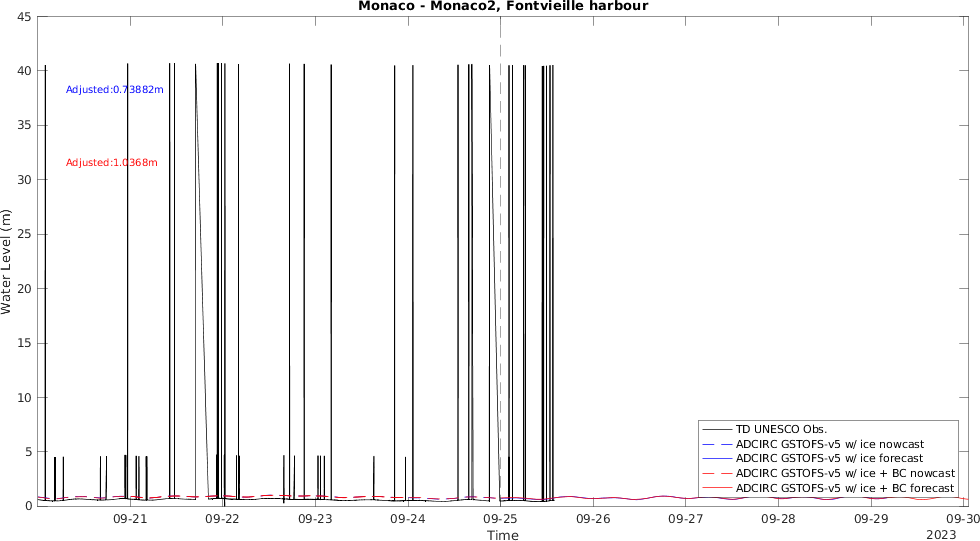 Monaco - Monaco2, Fontvieille harbour
45
40
35
30
25
20
15
10
5
0
Water Level (m)
Adjusted:0.73882m
Adjusted:1.0368m
TD UNESCO Obs.
ADCIRC GSTOFS-v5 w/ ice nowcast
ADCIRC GSTOFS-v5 w/ ice forecast
ADCIRC GSTOFS-v5 w/ ice + BC nowcast
ADCIRC GSTOFS-v5 w/ ice + BC forecast
09-21 09-22 09-23 09-24 09-25 09-26 09-27 09-28 09-29 09-30
Time
2023